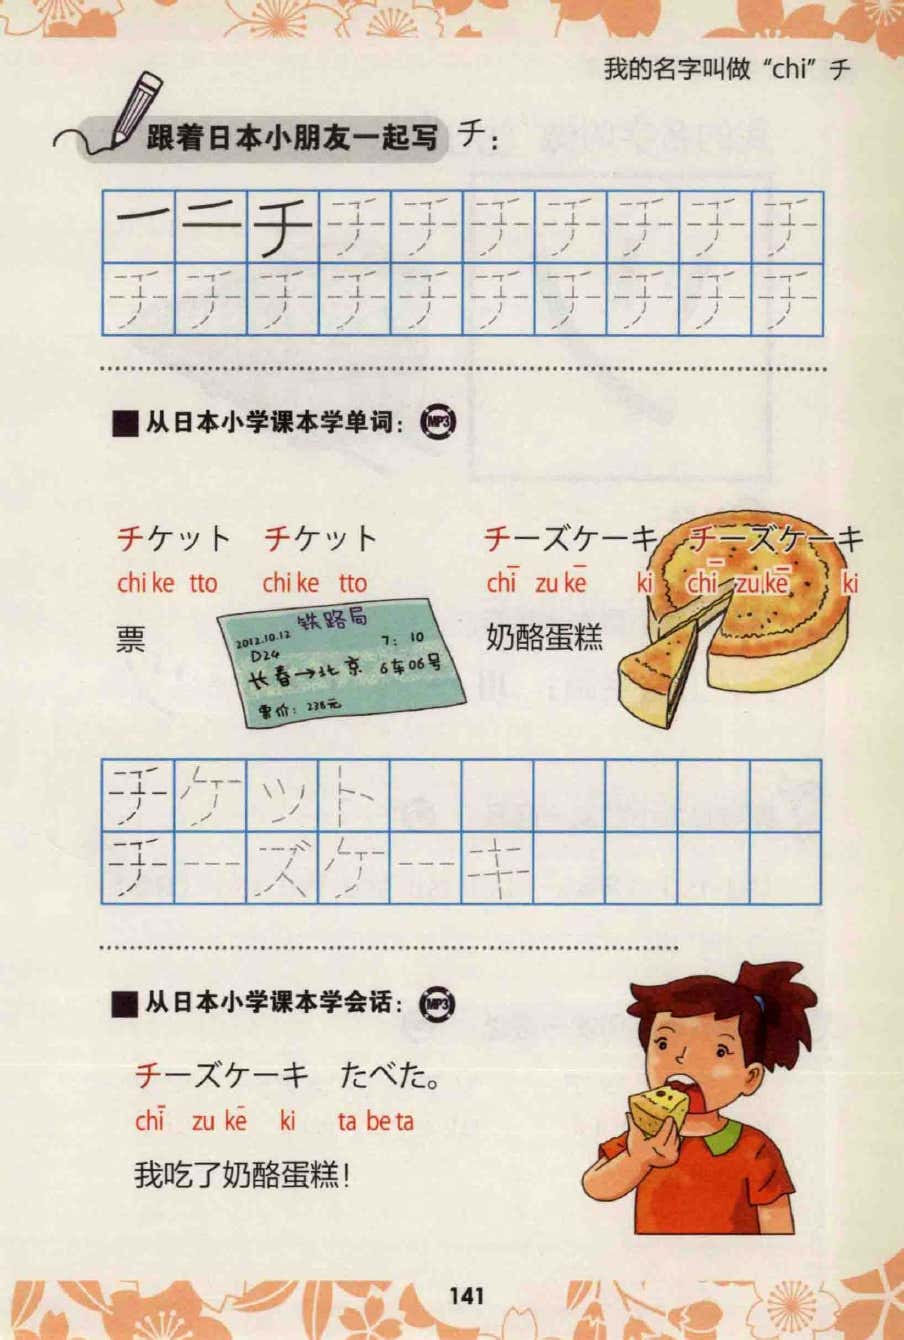 我的名字叫做“chi”チ
跟着日本小朋友一起写 チ:
一 二 チ チ チ チ チ チ チ チ
チ チ チ チ チ チ チ チ チ チ
■ 从日本小学课本学单词: MP3
チケット チケット チーズケーキ チーズケーキ
chi ke tto chi ke tto chī zu kē ki chī zu kē ki
票 奶酪蛋糕
铁路局
2012.10.12 7: 10
D24
长春→北京 6车06号
票价: 238元
チ ケ ッ ト
チ ー ズ ケ ー キ
■ 从日本小学课本学会话: MP3
チーズケーキ たべた。
chī zu kē ki ta be ta
我吃了奶酪蛋糕!
141